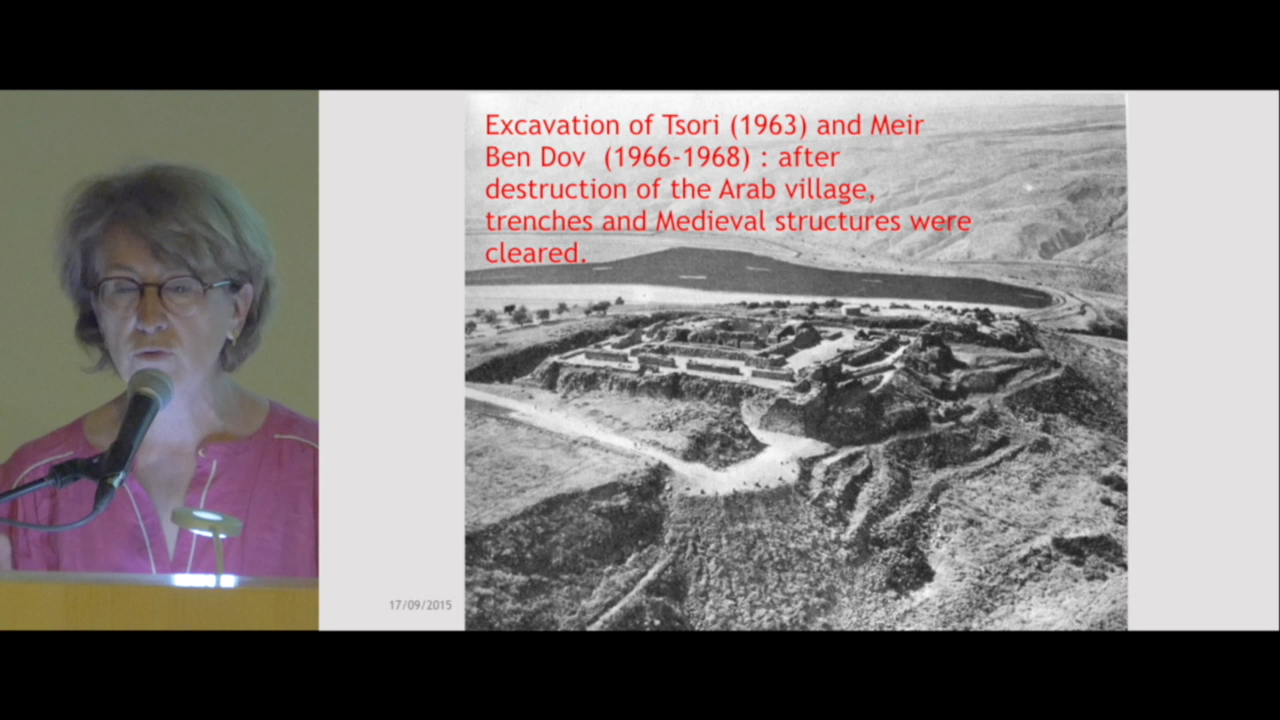 Excavation of Tsori (1963) and Meir
Ben Dov (1966-1968) : after
destruction of the Arab village,
trenches and Medieval structures were
cleared.
17/09/2015